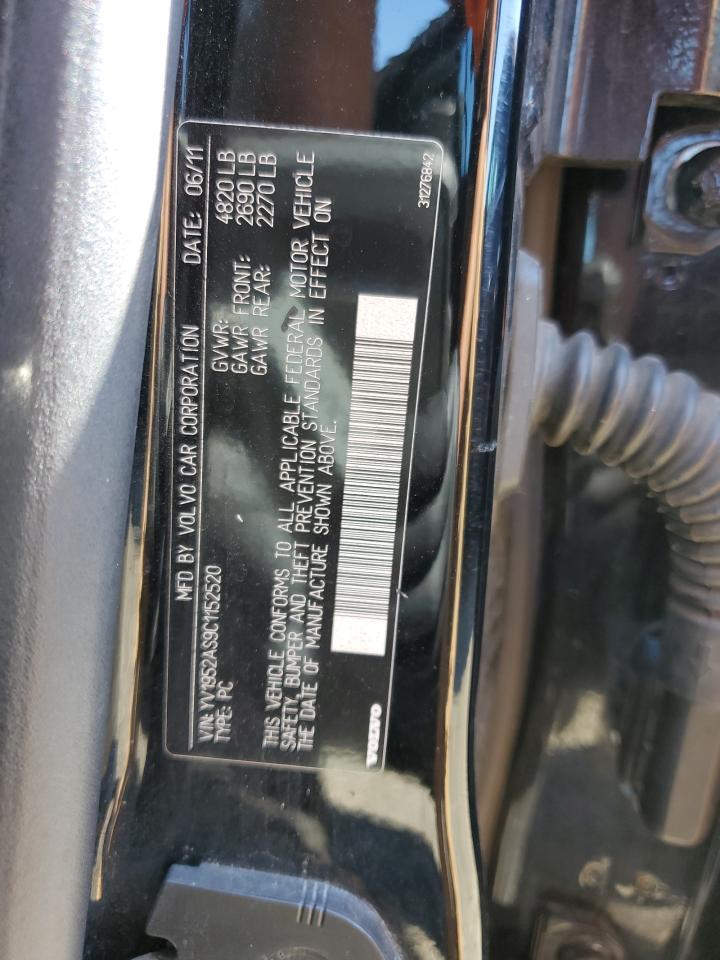 MFD BY VOLVO CAR CORPORATION DATE: 06/11
VIN: YV1952AS9C1152520 GVWR: 4820 LB
TYPE: PC GAWR FRONT: 2690 LB
GAWR REAR: 2270 LB
THIS VEHICLE CONFORMS TO ALL APPLICABLE FEDERAL MOTOR VEHICLE
SAFETY, BUMPER AND THEFT PREVENTION STANDARDS IN EFFECT ON
THE DATE OF MANUFACTURE SHOWN ABOVE.
VOLVO 31276842